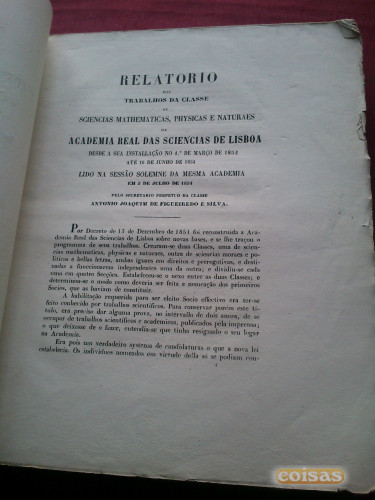 RELATORIO
DOS
TRABALHOS DA CLASSE
DE
SCIENCIAS MATHEMATICAS, PHYSICAS E NATURAES
DA
ACADEMIA REAL DAS SCIENCIAS DE LISBOA
DESDE A SUA INSTALLAÇÃO NO 1.º DE MARÇO DE 1852
ATÉ 16 DE JUNHO DE 1854
LIDO NA SESSÃO SOLEMNE DA MESMA ACADEMIA
EM 2 DE JULHO DE 1854
PELO SECRETARIO PERPETUO DA CLASSE
ANTONIO JOAQUIM DE FIGUEIREDO E SILVA.
Por Decreto de 13 de Dezembro de 1851 foi reconstruida a Aca-
demia Real das Sciencias de Lisboa sobre novas bases, e se lhe traçou o
programma de seus trabalhos. Crearam-se duas Classes, uma de scien-
cias mathematicas, physicas e naturaes, outra de sciencias moraes e po-
liticas e bellas letras, ambas iguaes em direitos e prerogativas, e desti-
nadas a funccionarem independentes uma da outra; e dividiu-se cada
uma em quatro Secções. Estabeleceu-se o nexo entre as duas Classes; e
determinou-se o modo como deveria ser feita a nomeação dos primeiros
Socios, que as haviam de constituir.
A habilitação requerida para ser eleito Socio effectivo era ter-se
feito conhecido por trabalhos scientificos. Para conservar porém este ti-
tulo, era preciso dar alguma prova, no intervallo de dois annos, de se
occupar de trabalhos scientificos e academicos, publicados pela imprensa;
o que deixasse de o fazer, entendia-se que tinha resignado o seu logar
na Academia.
Era pois um verdadeiro systema de candidaturas o que a nova lei
estabelecia. Os individuos nomeados em virtude della só se podiam con-
1
coisas